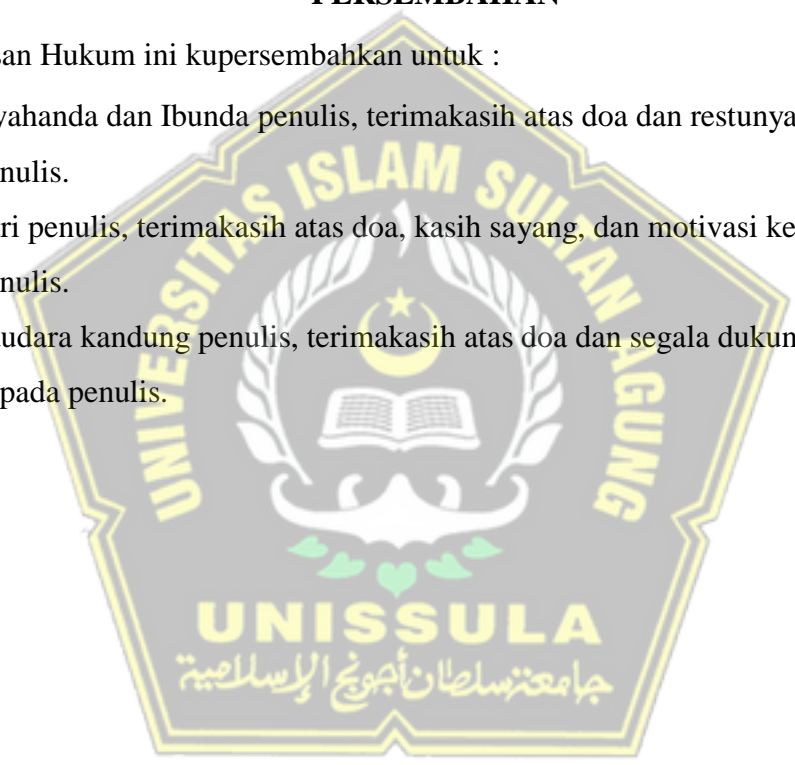 PERSEMBAHAN
san Hukum ini kupersembahkan untuk :
yahanda dan Ibunda penulis, terimakasih atas doa dan restunya
nulis.
ri penulis, terimakasih atas doa, kasih sayang, dan motivasi ke
nulis.
udara kandung penulis, terimakasih atas doa dan segala dukun
pada penulis.
UNIVERSITAS ISLAM SULTAN AGUNG
UNISSULA
جامعة سلطان أجونج الإسلامية